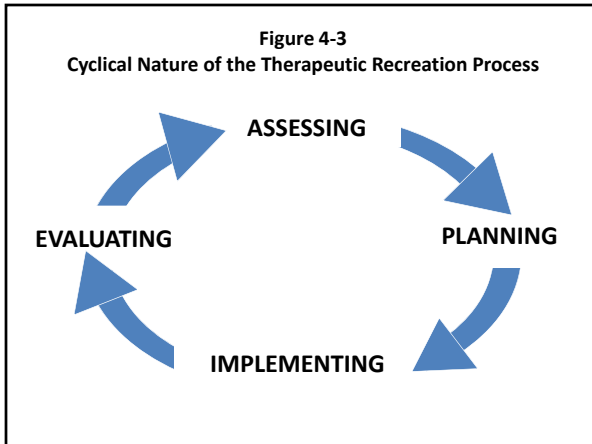 Figure 4-3
Cyclical Nature of the Therapeutic Recreation Process
ASSESSING
EVALUATING
PLANNING
IMPLEMENTING